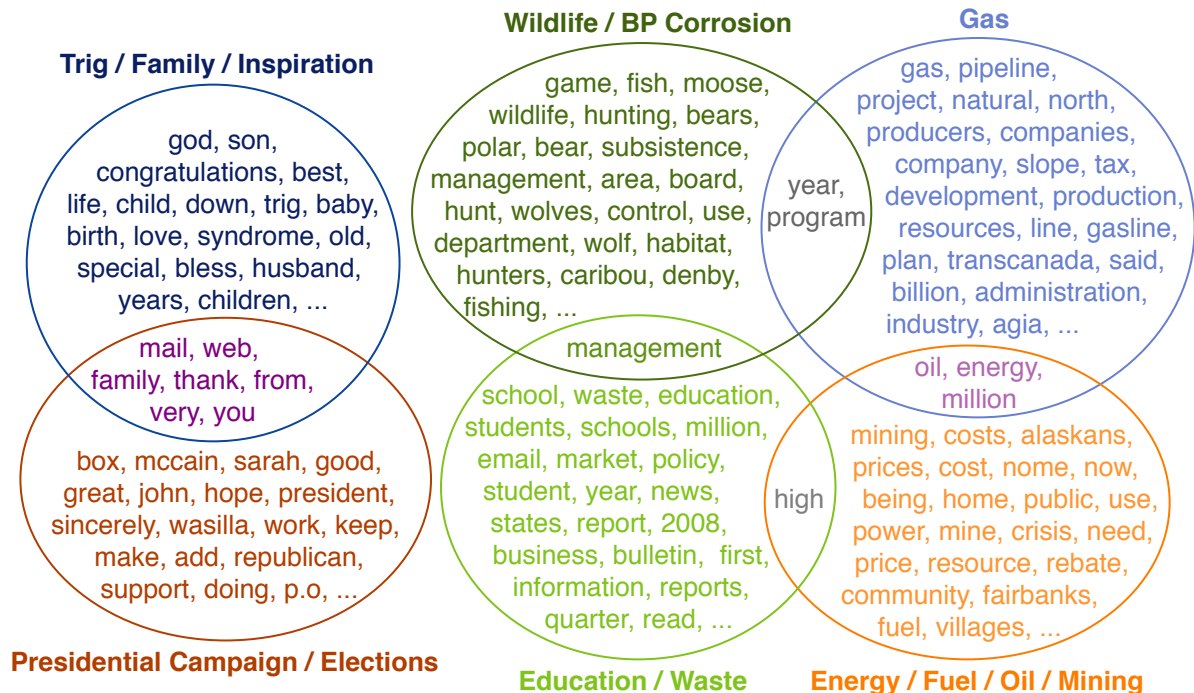 Trig / Family / Inspiration
god, son,
congratulations, best,
life, child, down, trig, baby,
birth, love, syndrome, old,
special, bless, husband,
years, children, ...
mail, web,
family, thank, from,
very, you
box, mccain, sarah, good,
great, john, hope, president,
sincerely, wasilla, work, keep,
make, add, republican,
support, doing, p.o, ...
Presidential Campaign / Elections
Wildlife / BP Corrosion
game, fish, moose,
wildlife, hunting, bears,
polar, bear, subsistence,
management, area, board,
hunt, wolves, control, use,
department, wolf, habitat,
hunters, caribou, denby,
fishing, ...
year,
program
Gas
gas, pipeline,
project, natural, north,
producers, companies,
company, slope, tax,
development, production,
resources, line, gasline,
plan, transcanada, said,
billion, administration,
industry, agia, ...
management
school, waste, education,
students, schools, million,
email, market, policy,
student, year, news,
states, report, 2008,
business, bulletin, first,
information, reports,
quarter, read, ...
Education / Waste
high
oil, energy,
million
mining, costs, alaskans,
prices, cost, nome, now,
being, home, public, use,
power, mine, crisis, need,
price, resource, rebate,
community, fairbanks,
fuel, villages, ...
Energy / Fuel / Oil / Mining